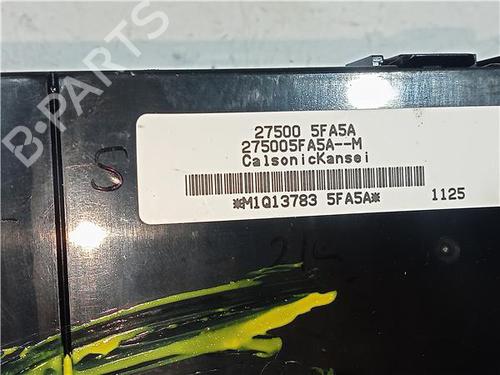 B-PARTS
27500 5FA5A
275005FA5A--M
CalsonicKansei
*M1Q13783 5FA5A*
1125
S